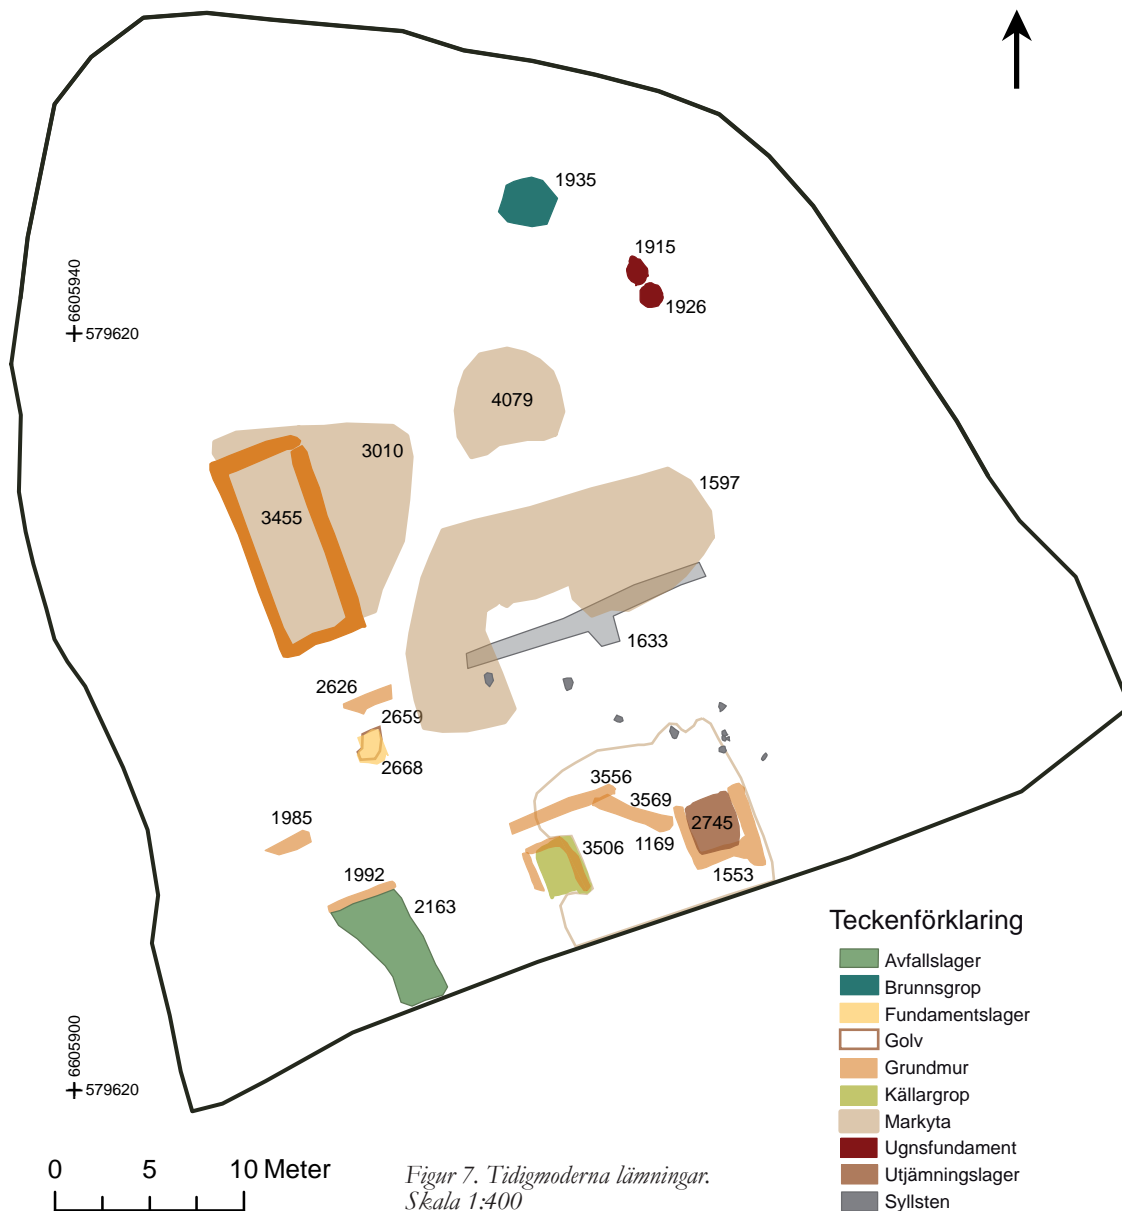 1935
1915
1926
6605940
579620
4079
3010
1597
3455
1633
2626
2659
2668
3556
3569
2745
1985
3506
1169
1553
1992
2163
Teckenförklaring
Avfallslager
Brunnsgrop
Fundamentslager
Golv
Grundmur
Källargrop
Markyta
Ugnsfundament
Utjämningslager
Syllsten
6605900
579620
0 5 10 Meter
Figur 7. Tidigmoderna lämningar.
Skala 1:400